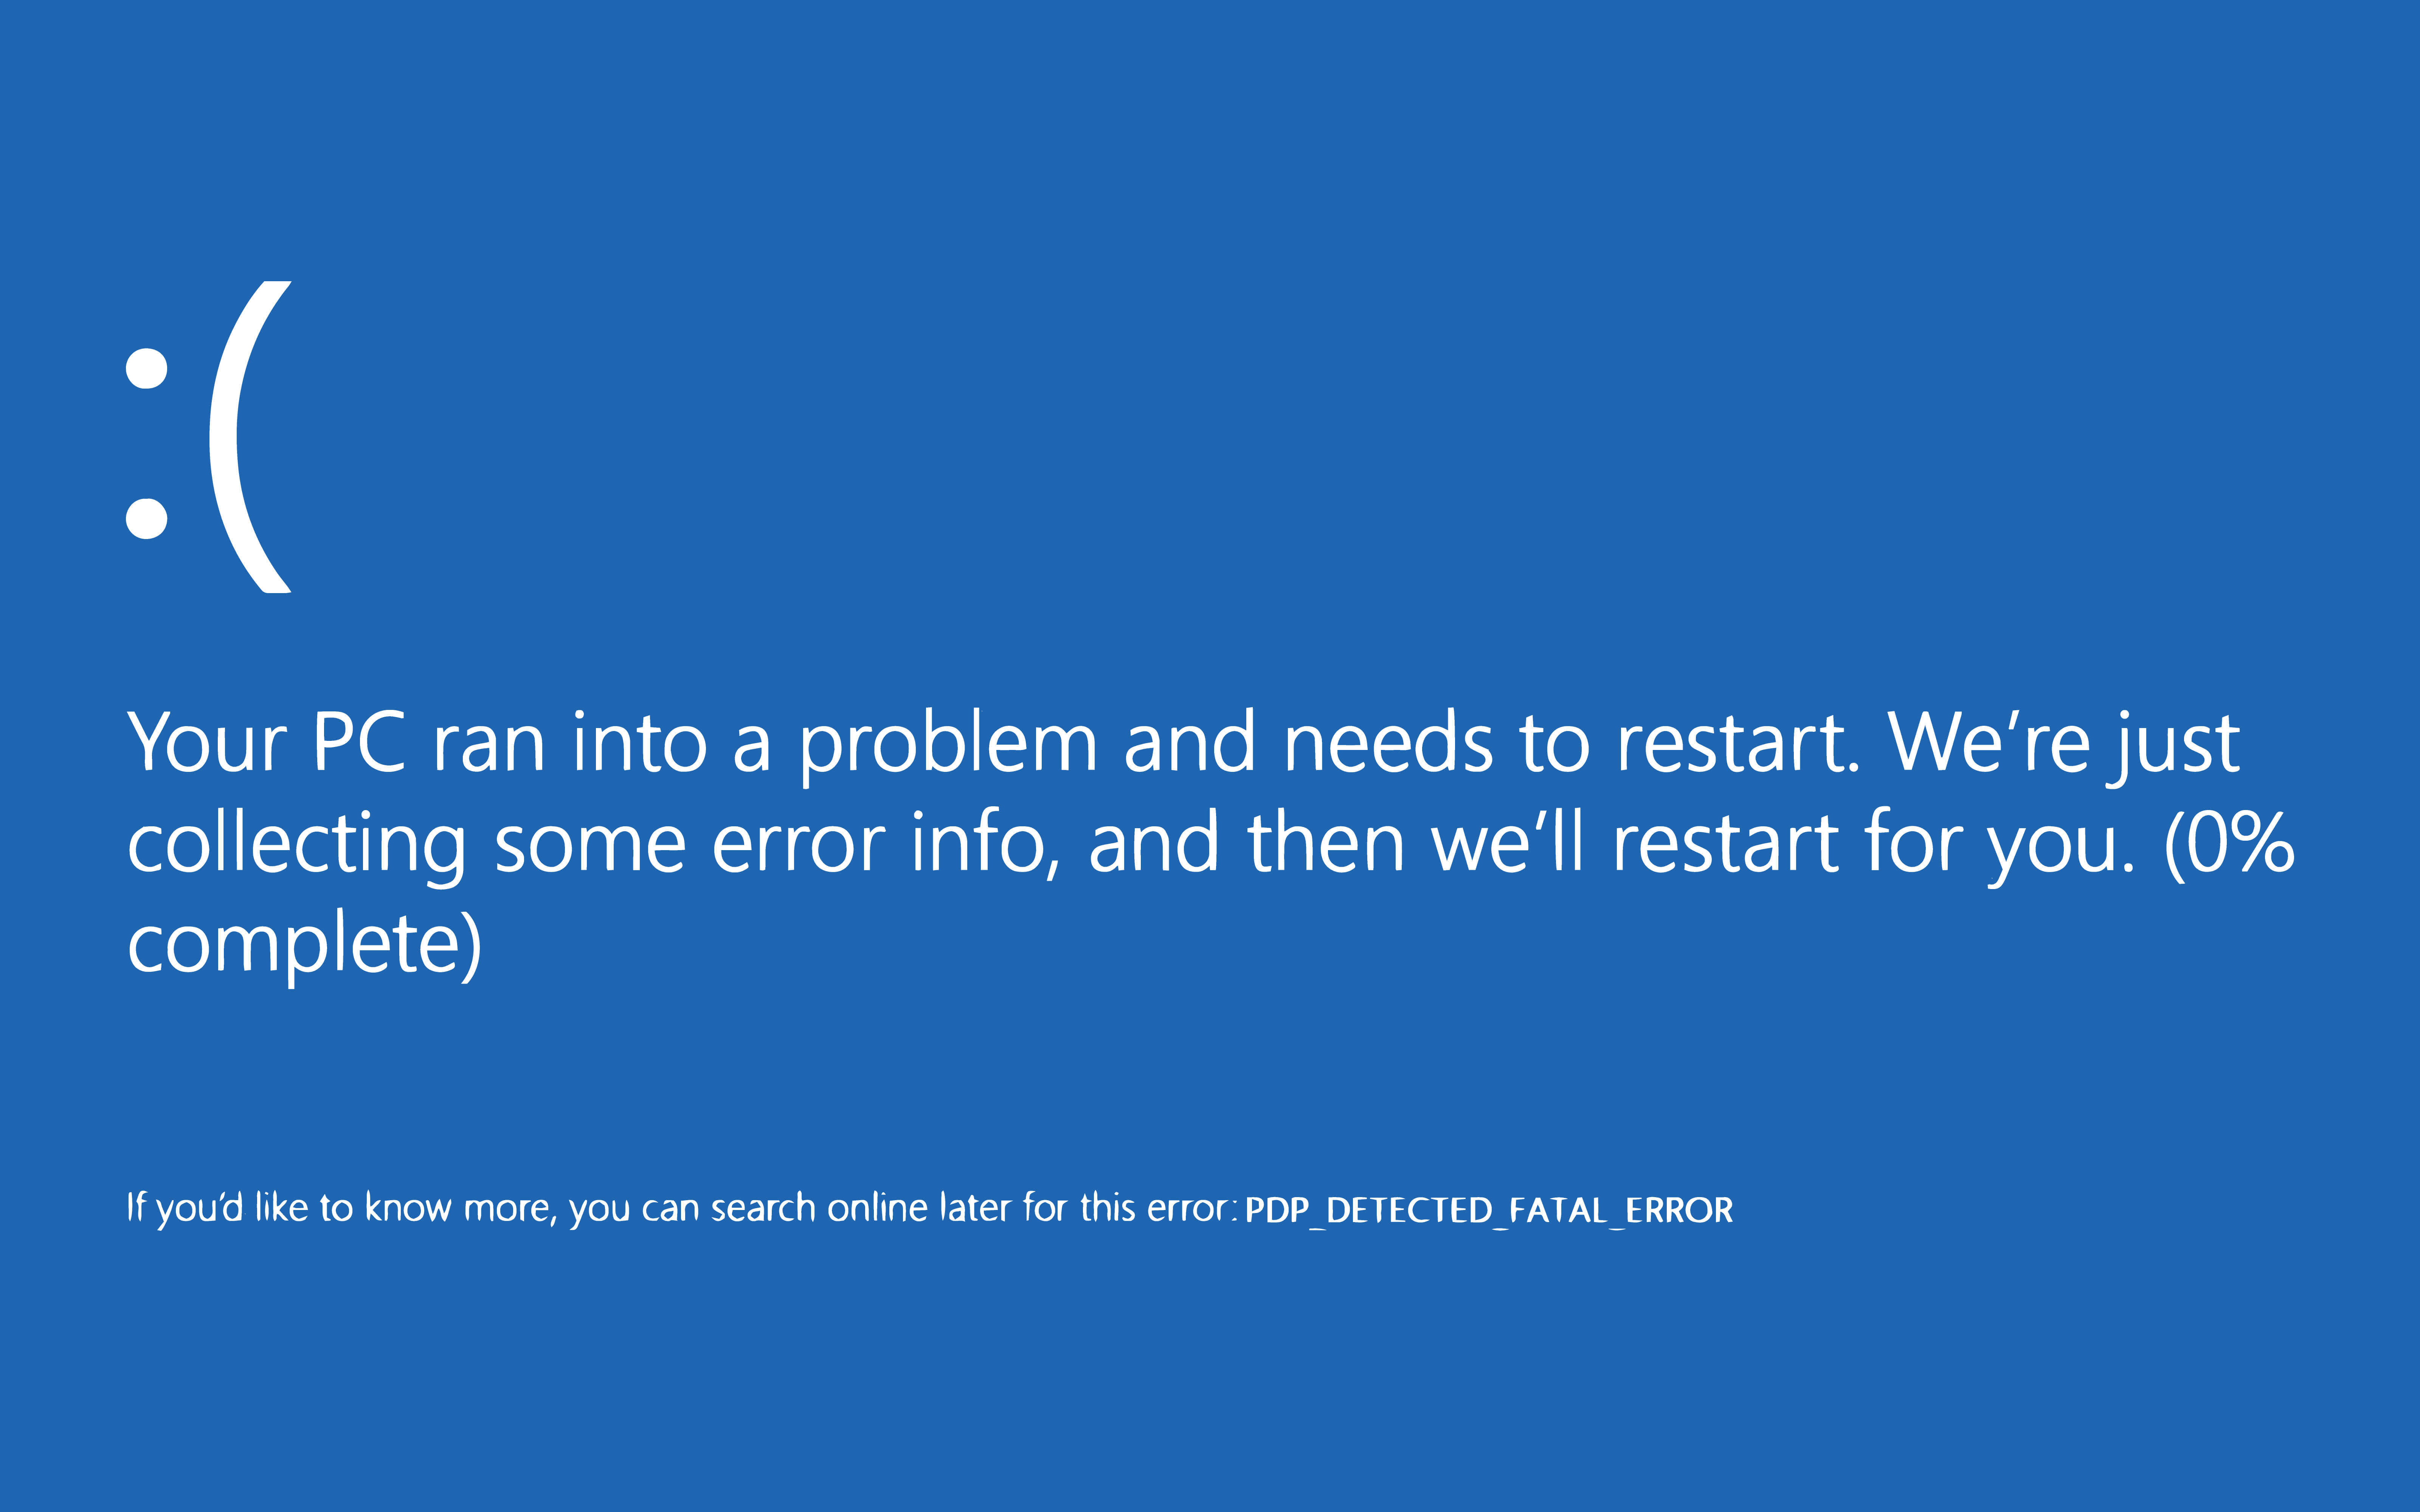 :(
Your PC ran into a problem and needs to restart. We're just
collecting some error info, and then we'll restart for you. (0%
complete)
If you'd like to know more, you can search online later for this error: PDP_DETECTED_FATAL_ERROR